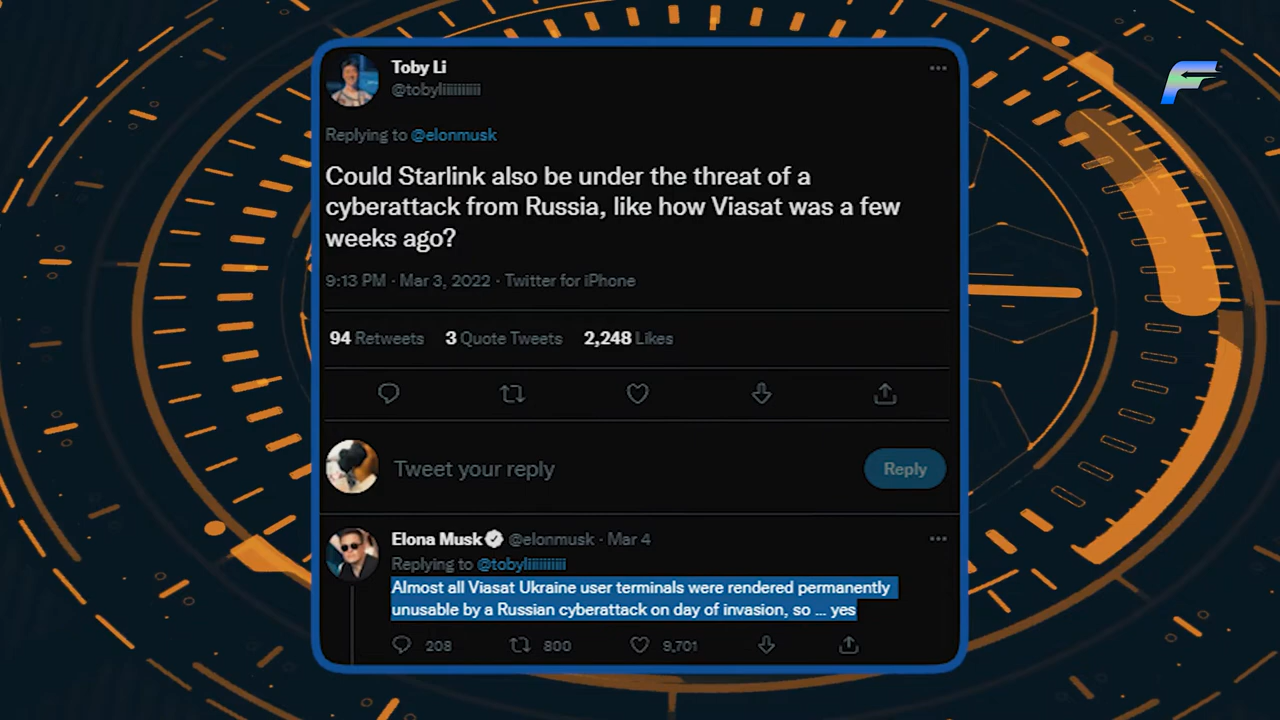 Toby Li
Replying to @elonmusk
Could Starlink also be under the threat of a
cyberattack from Russia, like how Viasat was a few
weeks ago?
9:13 PM · Mar 3, 2022 · Twitter for iPhone
94 Retweets 3 Quote Tweets 2,248 Likes
Tweet your reply
Reply
Elona Musk @elonmusk · Mar 4
Replying to
Almost all Viasat Ukraine user terminals were rendered permanently
unusable by a Russian cyberattack on day of invasion, so ... yes
208 800 9,701